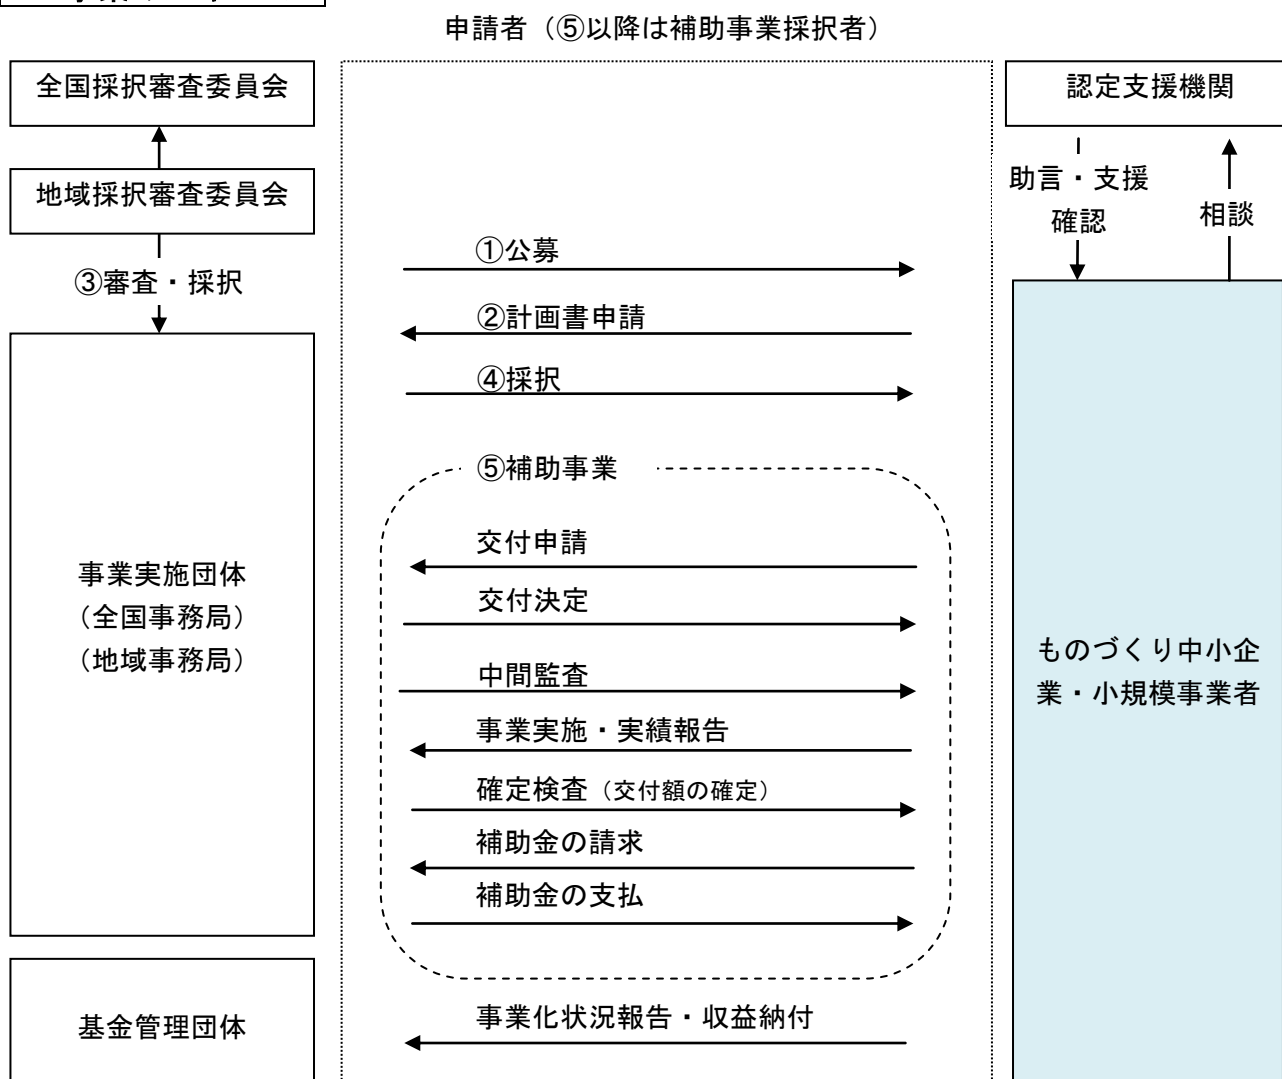 申請者（⑤以降は補助事業採択者）
全国採択審査委員会
地域採択審査委員会
③審査・採択
事業実施団体
（全国事務局）
（地域事務局）
基金管理団体
①公募
②計画書申請
④採択
⑤補助事業
交付申請
交付決定
中間監査
事業実施・実績報告
確定検査（交付額の確定）
補助金の請求
補助金の支払
事業化状況報告・収益納付
認定支援機関
助言・支援
確認
相談
ものづくり中小企
業・小規模事業者